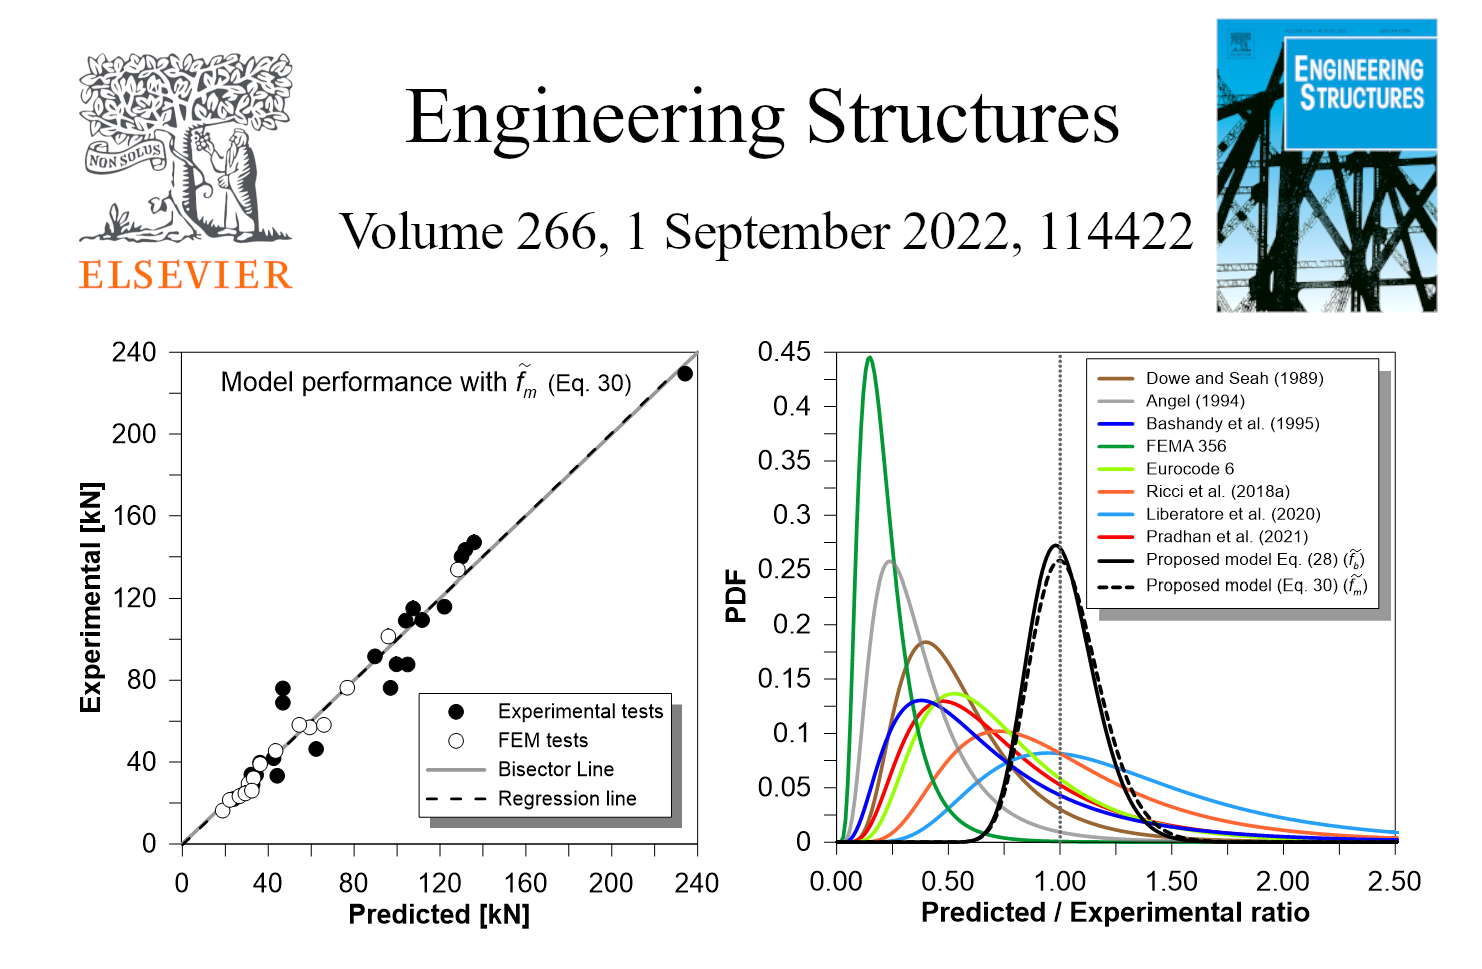 Engineering Structures
Volume 266, 1 September 2022, 114422
NON SOLUS
ELSEVIER
ENGINEERING
STRUCTURES
Model performance with f̃m (Eq. 30)
240
200
160
120
80
40
0
Experimental [kN]
0 40 80 120 160 200 240
Predicted [kN]
Experimental tests
FEM tests
Bisector Line
Regression line
0.45
0.4
0.35
0.3
0.25
0.2
0.15
0.1
0.05
0
PDF
0.00 0.50 1.00 1.50 2.00 2.50
Predicted / Experimental ratio
Dowe and Seah (1989)
Angel (1994)
Bashandy et al. (1995)
FEMA 356
Eurocode 6
Ricci et al. (2018a)
Liberatore et al. (2020)
Pradhan et al. (2021)
Proposed model Eq. (28) (f̃b)
Proposed model (Eq. 30) (f̃m)